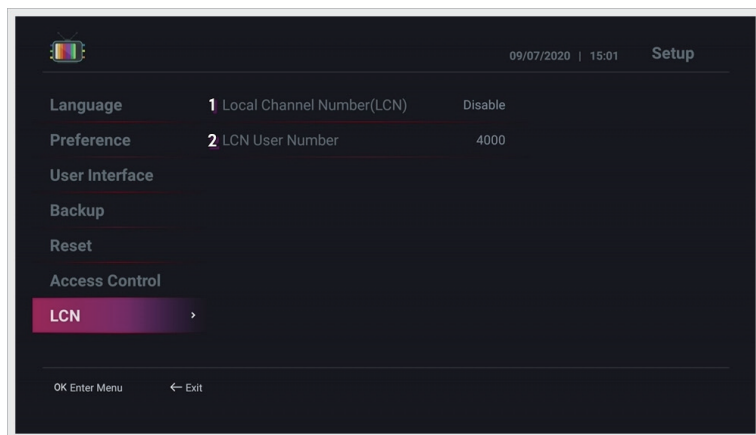 09/07/2020 | 15:01 Setup
Language
1 Local Channel Number(LCN) Disable
Preference
2 LCN User Number 4000
User Interface
Backup
Reset
Access Control
LCN ›
OK Enter Menu ← Exit